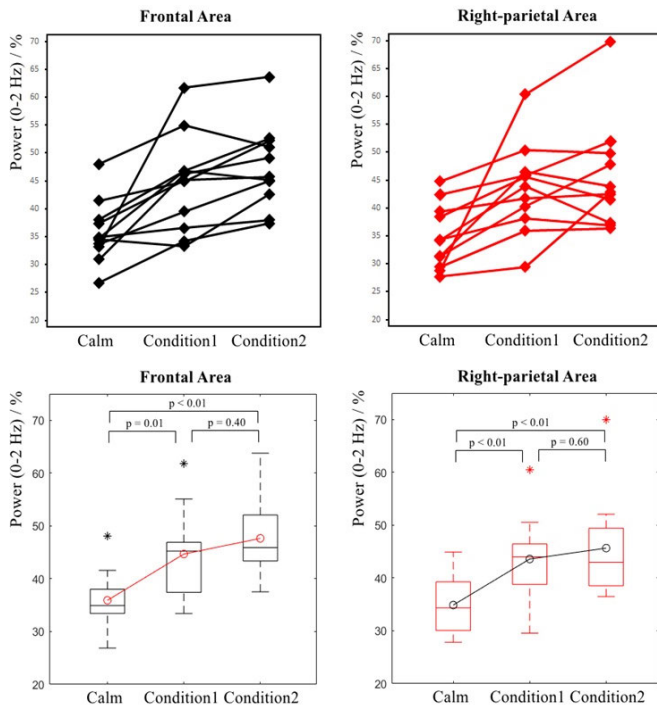 Frontal Area
Power (0-2 Hz) / %
70
65
60
55
50
45
40
35
30
25
20
Calm Condition1 Condition2
Right-parietal Area
Power (0-2 Hz) / %
70
65
60
55
50
45
40
35
30
25
20
Calm Condition1 Condition2
Frontal Area
Power (0-2 Hz) / %
70
60
50
40
30
20
p < 0.01
p = 0.01 p = 0.40
Calm Condition1 Condition2
Right-parietal Area
Power (0-2 Hz) / %
70
60
50
40
30
20
p < 0.01
p < 0.01 p = 0.60
Calm Condition1 Condition2